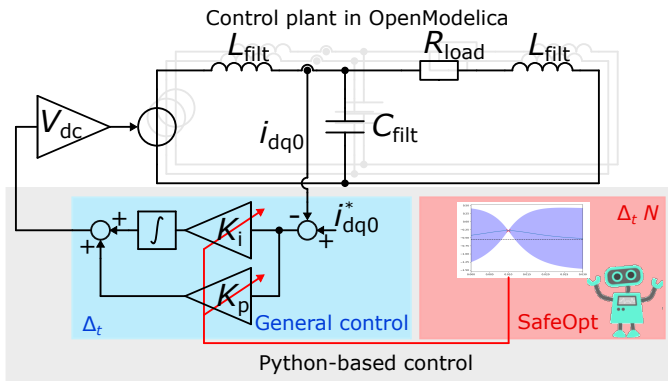 Control plant in OpenModelica
L_filt
R_load
L_filt
V_dc
i_dq0
C_filt
+
+
∫
K_i
-
+
i*_dq0
Δ_t N
K_p
Δ_t
General control
SafeOpt
Python-based control